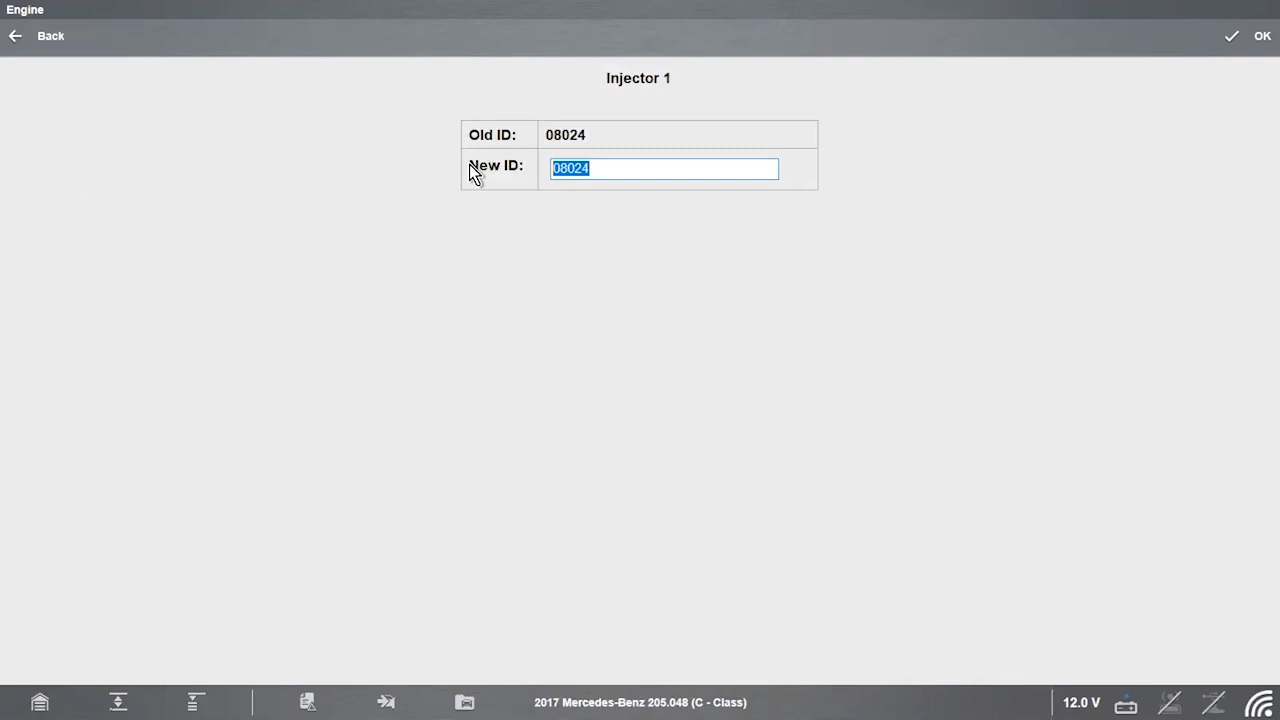 Engine
Back
OK
Injector 1
Old ID: 08024
New ID: 08024
2017 Mercedes-Benz 205.048 (C - Class)
12.0 V